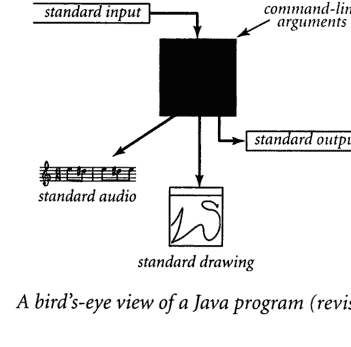 standard input
command-lin
arguments
standard outpu
standard audio
standard drawing
A bird's-eye view of a Java program (revis